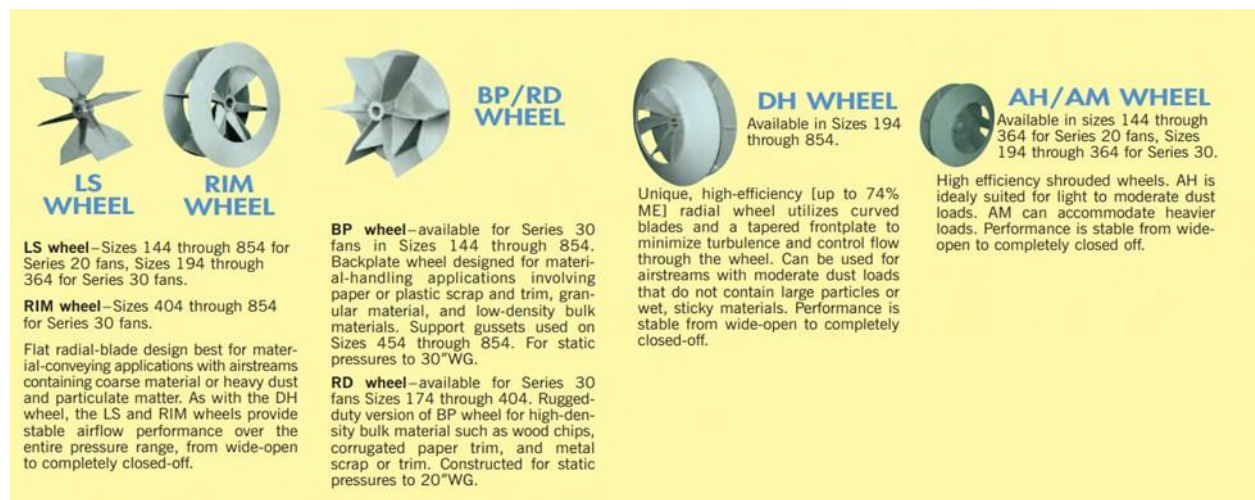 LS
WHEEL
RIM
WHEEL
LS wheel–Sizes 144 through 854 for
Series 20 fans, Sizes 194 through
364 for Series 30 fans.
RIM wheel–Sizes 404 through 854
for Series 30 fans.
Flat radial-blade design best for mater-
ial-conveying applications with airstreams
containing coarse material or heavy dust
and particulate matter. As with the DH
wheel, the LS and RIM wheels provide
stable airflow performance over the
entire pressure range, from wide-open
to completely closed-off.
BP/RD
WHEEL
BP wheel–available for Series 30
fans in Sizes 144 through 854.
Backplate wheel designed for materi-
al-handling applications involving
paper or plastic scrap and trim, gran-
ular material, and low-density bulk
materials. Support gussets used on
Sizes 454 through 854. For static
pressures to 30"WG.
RD wheel–available for Series 30
fans Sizes 174 through 404. Rugged-
duty version of BP wheel for high-den-
sity bulk material such as wood chips,
corrugated paper trim, and metal
scrap or trim. Constructed for static
pressures to 20"WG.
DH WHEEL
Available in Sizes 194
through 854.
Unique, high-efficiency [up to 74%
ME] radial wheel utilizes curved
blades and a tapered frontplate to
minimize turbulence and control flow
through the wheel. Can be used for
airstreams with moderate dust loads
that do not contain large particles or
wet, sticky materials. Performance is
stable from wide-open to completely
closed-off.
AH/AM WHEEL
Available in sizes 144 through
364 for Series 20 fans, Sizes
194 through 364 for Series 30.
High efficiency shrouded wheels. AH is
idealy suited for light to moderate dust
loads. AM can accommodate heavier
loads. Performance is stable from wide-
open to completely closed off.